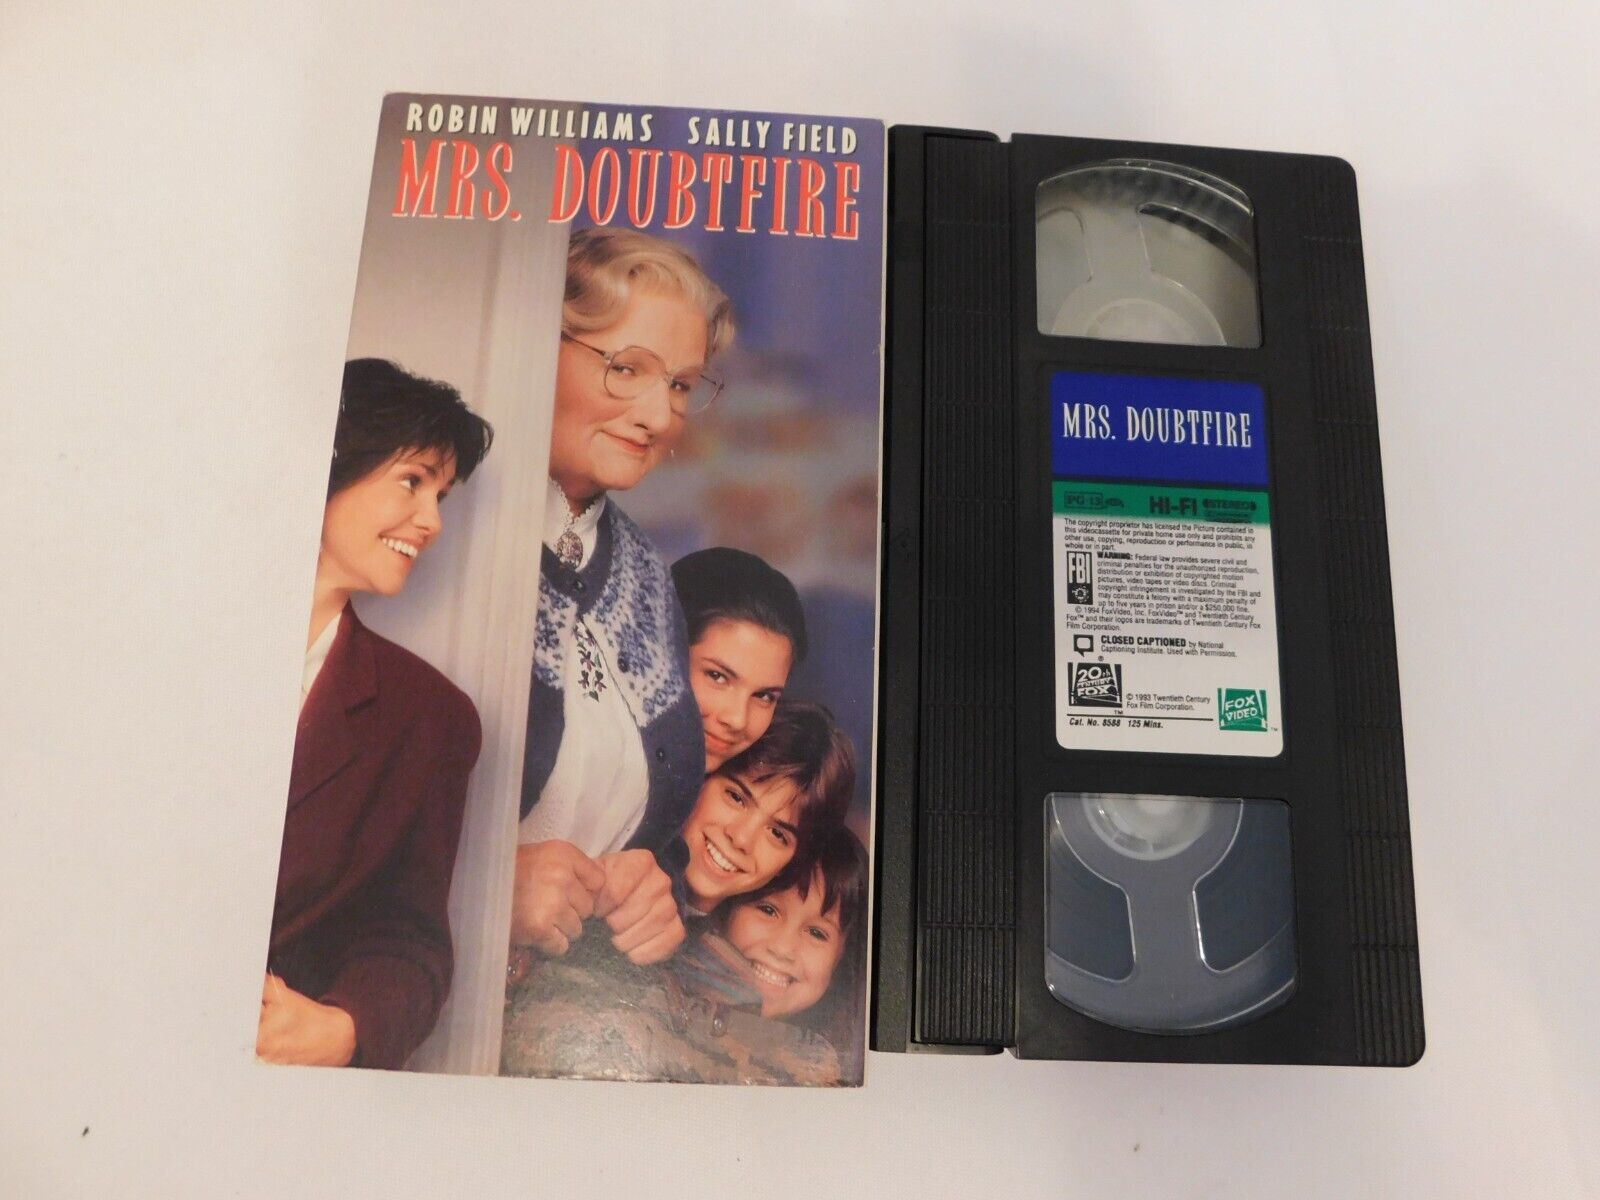 ROBIN WILLIAMS SALLY FIELD
MRS. DOUBTFIRE
MRS. DOUBTFIRE
PG-13 HI-FI STEREO
The copyright proprietor has licensed the Picture contained in
this videocassette for private home use only and prohibits any
other use, copying, reproduction or performance in public, in
whole or in part.
FBI
WARNING: Federal law provides severe civil and
criminal penalties for the unauthorized reproduction,
distribution or exhibition of copyrighted motion
pictures, video tapes or video discs. Criminal
copyright infringement is investigated by the FBI and
may constitute a felony with a maximum penalty of
up to five years in prison and/or a $250,000 fine.
© 1994 FoxVideo, Inc. FoxVideo™ and Twentieth Century
Fox™ and their logos are trademarks of Twentieth Century Fox
Film Corporation.
CLOSED CAPTIONED by National
Captioning Institute. Used with Permission.
20th
CENTURY
FOX
®
TM
© 1993 Twentieth Century
Fox Film Corporation.
FOX
VIDEO
TM
Cat. No. 8588 125 Mins.